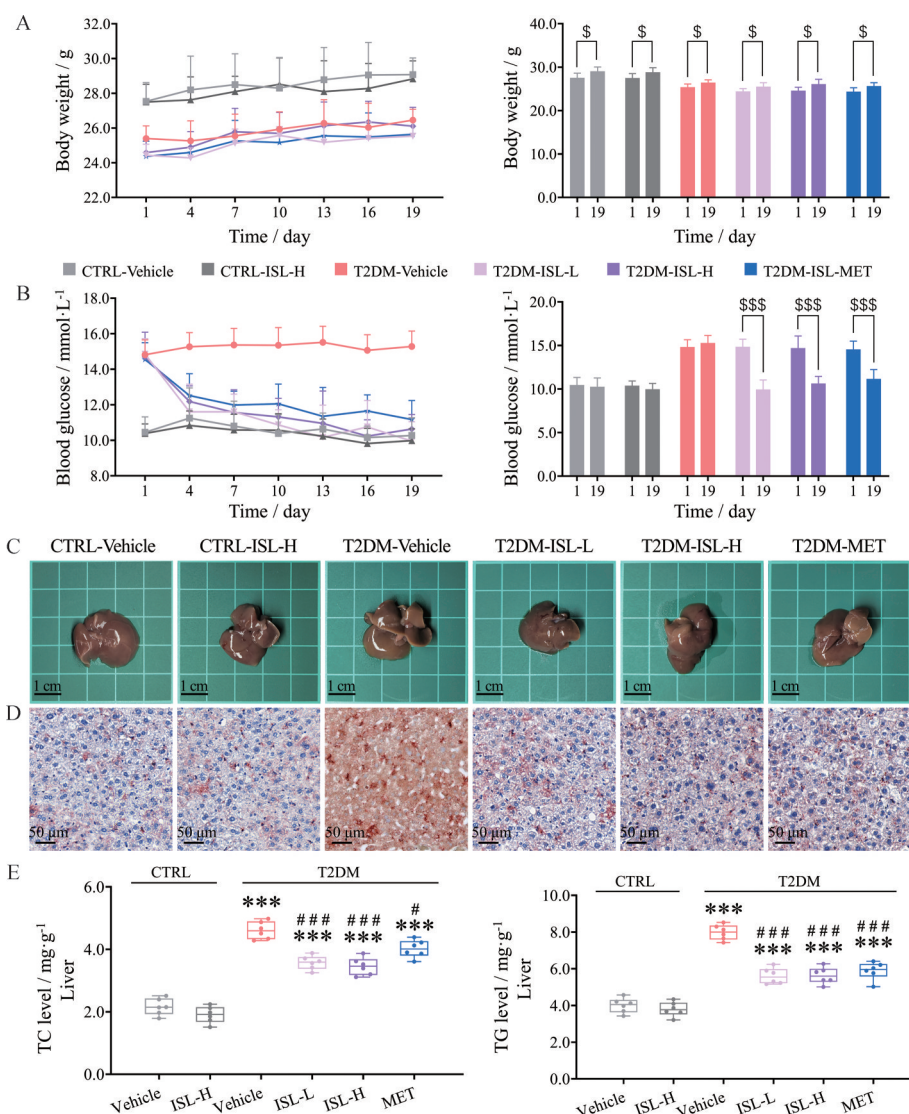 A
32.0
30.0
28.0
26.0
24.0
22.0
Body weight / g
1 4 7 10 13 16 19
Time / day
40.0
30.0
20.0
10.0
0.0
Body weight / g
$ $ $ $ $ $
1 19 1 19 1 19 1 19 1 19 1 19
Time / day
CTRL-Vehicle CTRL-ISL-H T2DM-Vehicle T2DM-ISL-L T2DM-ISL-H T2DM-ISL-MET
B
18.0
16.0
14.0
12.0
10.0
8.0
Blood glucose / mmol·L⁻¹
1 4 7 10 13 16 19
Time / day
20.0
15.0
10.0
5.0
0.0
Blood glucose / mmol·L⁻¹
$$$ $$$ $$$
1 19 1 19 1 19 1 19 1 19 1 19
Time / day
C
CTRL-Vehicle CTRL-ISL-H T2DM-Vehicle T2DM-ISL-L T2DM-ISL-H T2DM-MET
1 cm 1 cm 1 cm 1 cm 1 cm 1 cm
D
50 μm 50 μm 50 μm 50 μm 50 μm 50 μm
E
CTRL T2DM
6.0
4.0
2.0
0.0
TC level / mg·g⁻¹
Liver
*** ### *** ### *** # ***
Vehicle ISL-H Vehicle ISL-L ISL-H MET
CTRL T2DM
8.0
6.0
4.0
2.0
0.0
TG level / mg·g⁻¹
Liver
*** ### *** ### *** ### ***
Vehicle ISL-H Vehicle ISL-L ISL-H MET